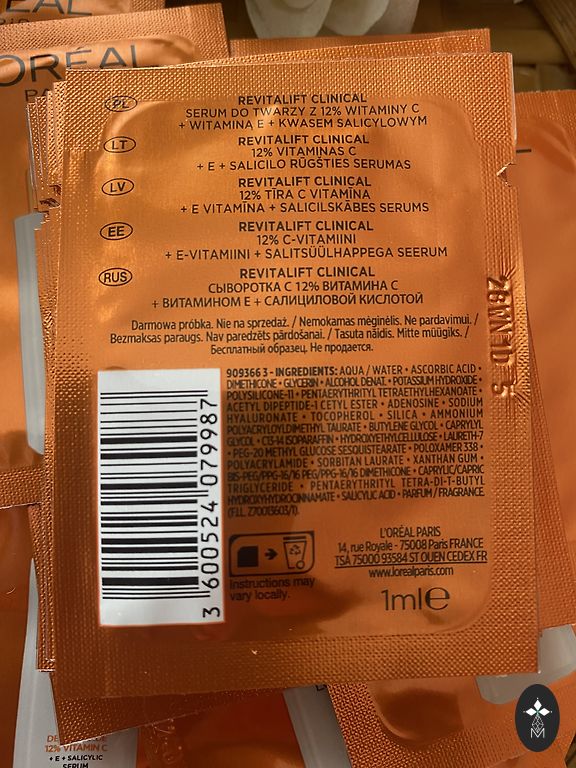 ORÉAL
PL
REVITALIFT CLINICAL
SERUM DO TWARZY Z 12% WITAMINY C
+ WITAMINĄ E + KWASEM SALICYLOWYM
LT
REVITALIFT CLINICAL
12% VITAMINAS C
+ E + SALICILO RŪGŠTIES SERUMAS
LV
REVITALIFT CLINICAL
12% TĪRA C VITAMĪNA
+ E VITAMĪNA + SALICILSKĀBES SERUMS
EE
REVITALIFT CLINICAL
12% C-VITAMIINI
+ E-VITAMIINI + SALITSÜÜLHAPPEGA SEERUM
RUS
REVITALIFT CLINICAL
СЫВОРОТКА С 12% ВИТАМИНА С
+ ВИТАМИНОМ Е + САЛИЦИЛОВОЙ КИСЛОТОЙ
Darmowa próbka. Nie na sprzedaż. / Nemokamas mėginėlis. Ne pardavimui. /
Bezmaksas paraugs. Nav paredzēts pārdošanai. / Tasuta näidis. Mitte müügiks. /
Бесплатный образец. Не продается.
909366 3 - INGREDIENTS: AQUA / WATER • ASCORBIC ACID •
DIMETHICONE • GLYCERIN • ALCOHOL DENAT. • POTASSIUM HYDROXIDE •
POLYSILICONE-11 • PENTAERYTHRITYL TETRAETHYLHEXANOATE •
ACETYL DIPEPTIDE-1 CETYL ESTER • ADENOSINE • SODIUM
HYALURONATE • TOCOPHEROL • SILICA • AMMONIUM
POLYACRYLOYLDIMETHYL TAURATE • BUTYLENE GLYCOL • CAPRYLYL
GLYCOL • C13-14 ISOPARAFFIN • HYDROXYETHYLCELLULOSE • LAURETH-7
• PEG-20 METHYL GLUCOSE SESQUISTEARATE • POLOXAMER 338 •
POLYACRYLAMIDE • SORBITAN LAURATE • XANTHAN GUM •
BIS-PEG/PPG-16/16 PEG/PPG-16/16 DIMETHICONE • CAPRYLIC/CAPRIC
TRIGLYCERIDE • PENTAERYTHRITYL TETRA-DI-T-BUTYL
HYDROXYHYDROCINNAMATE • SALICYLIC ACID • PARFUM / FRAGRANCE.
(F.I.L. Z70013603/1).
3 600524 079987
Instructions may
vary locally.
L'ORÉAL PARIS
14, rue Royale - 75008 Paris FRANCE
TSA 75000 93584 ST OUEN CEDEX FR
www.lorealparis.com
1ml e
12% VITAMIN C
+ E + SALICYLIC
SERUM
M